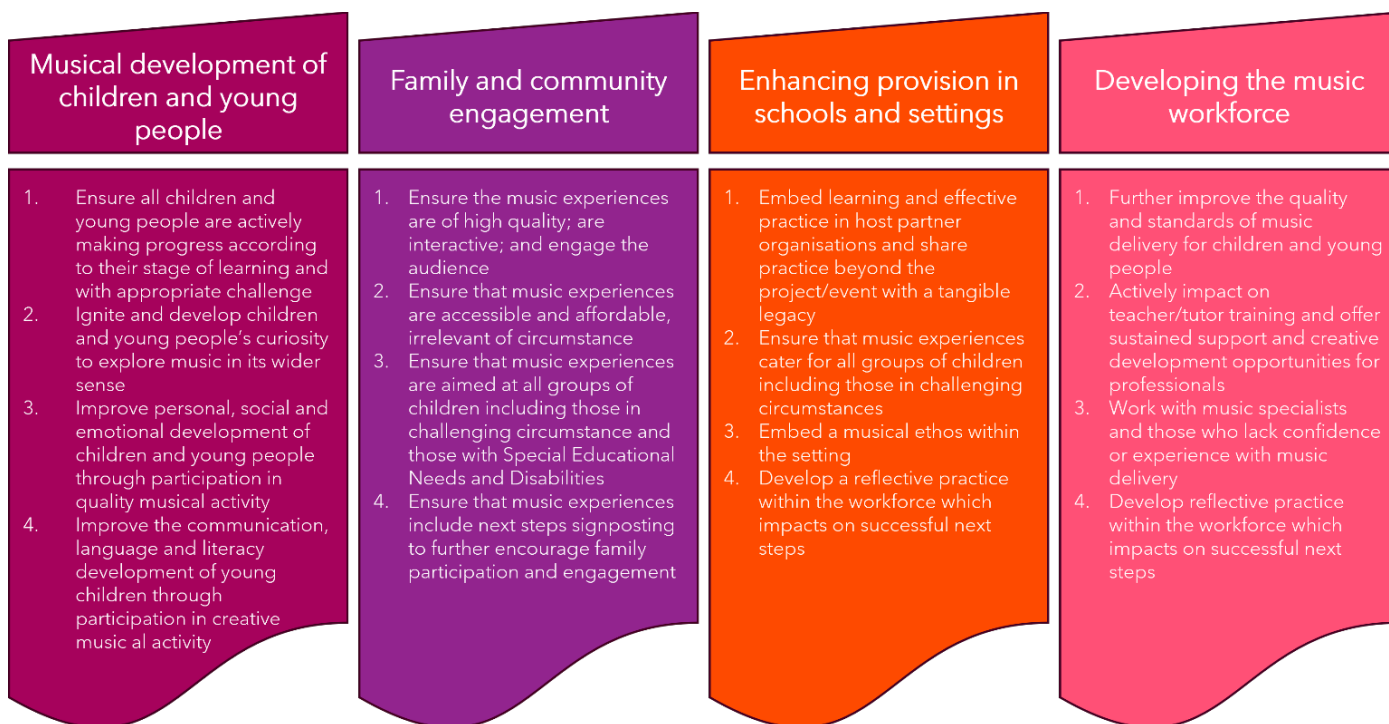 Musical development of
children and young
people
1. Ensure all children and
young people are actively
making progress according
to their stage of learning and
with appropriate challenge
2. Ignite and develop children
and young people's curiosity
to explore music in its wider
sense
3. Improve personal, social and
emotional development of
children and young people
through participation in
quality musical activity
4. Improve the communication,
language and literacy
development of young
children through
participation in creative
music al activity
Family and community
engagement
1. Ensure the music experiences
are of high quality; are
interactive; and engage the
audience
2. Ensure that music experiences
are accessible and affordable,
irrelevant of circumstance
3. Ensure that music experiences
are aimed at all groups of
children including those in
challenging circumstance and
those with Special Educational
Needs and Disabilities
4. Ensure that music experiences
include next steps signposting
to further encourage family
participation and engagement
Enhancing provision in
schools and settings
1. Embed learning and effective
practice in host partner
organisations and share
practice beyond the
project/event with a tangible
legacy
2. Ensure that music experiences
cater for all groups of children
including those in challenging
circumstances
3. Embed a musical ethos within
the setting
4. Develop a reflective practice
within the workforce which
impacts on successful next
steps
Developing the music
workforce
1. Further improve the quality
and standards of music
delivery for children and young
people
2. Actively impact on
teacher/tutor training and offer
sustained support and creative
development opportunities for
professionals
3. Work with music specialists
and those who lack confidence
or experience with music
delivery
4. Develop reflective practice
within the workforce which
impacts on successful next
steps